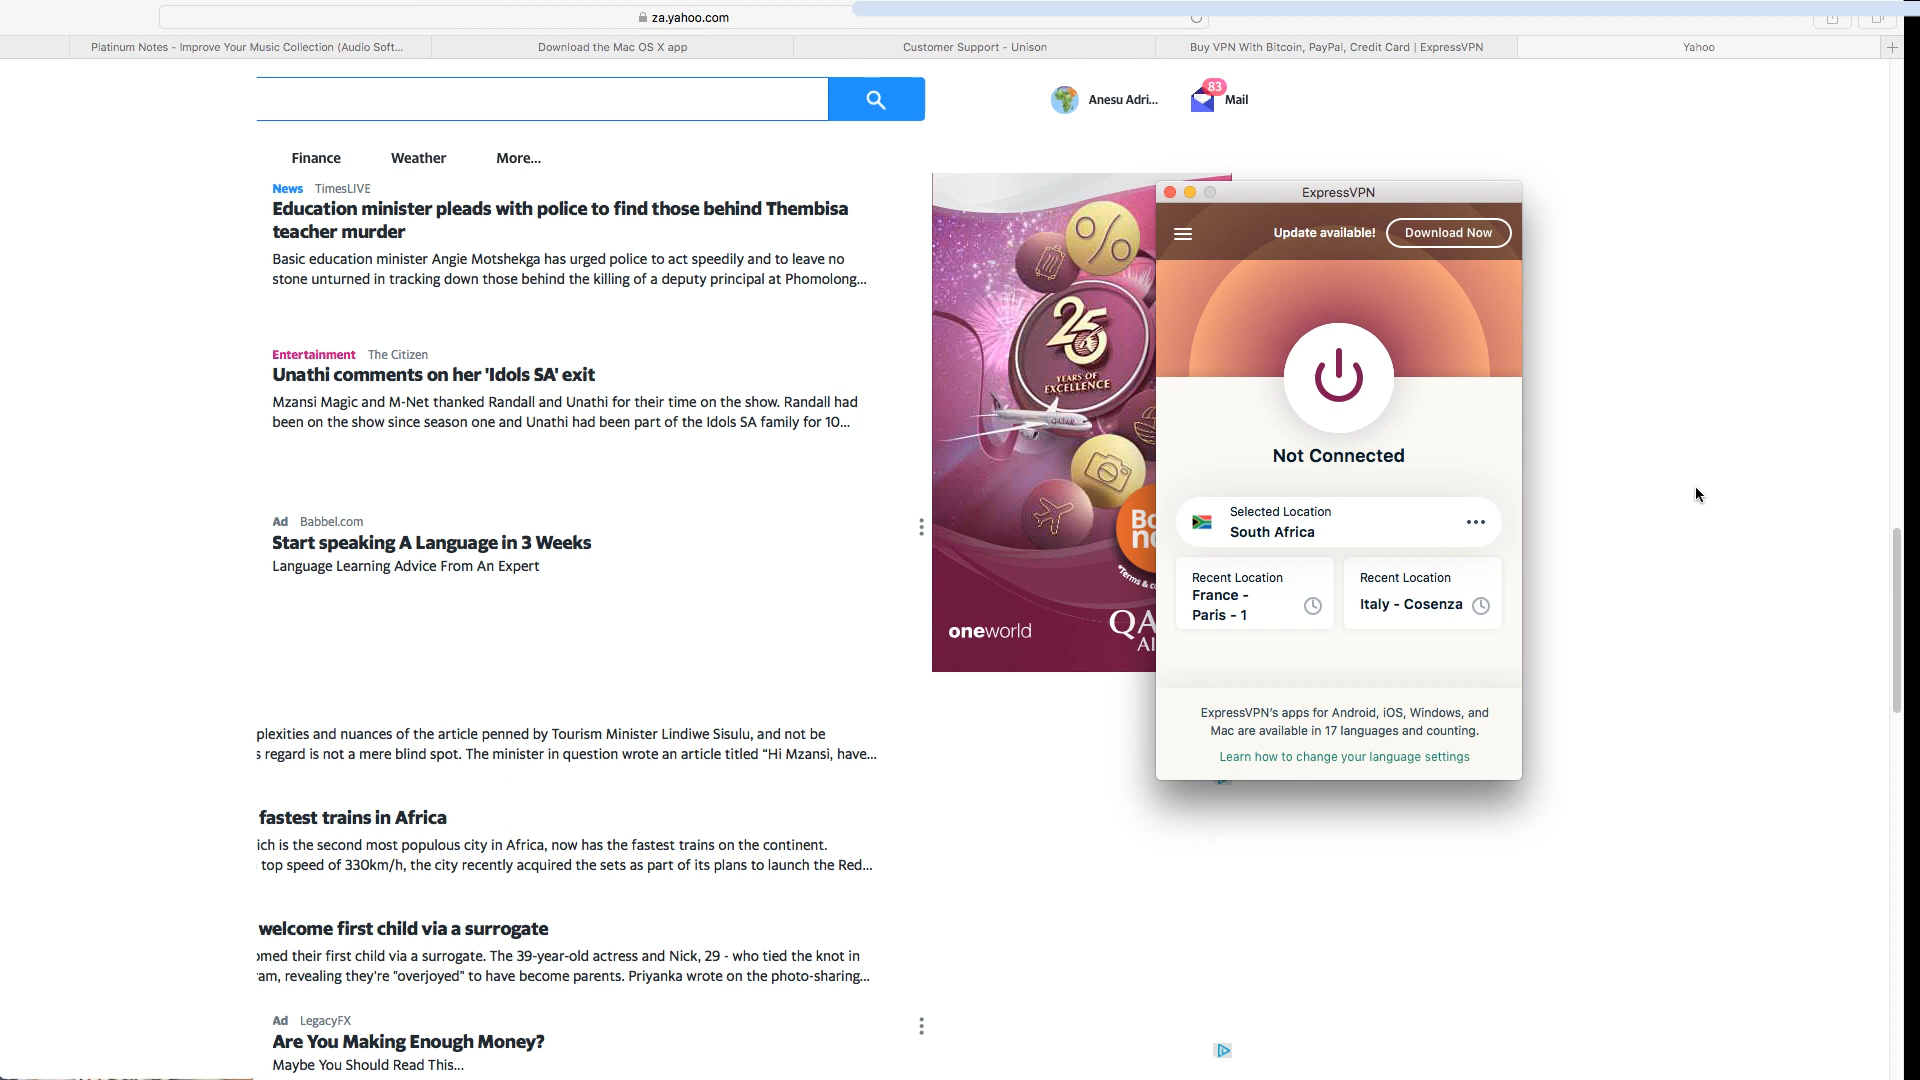 za.yahoo.com
Platinum Notes - Improve Your Music Collection (Audio Soft...
Download the Mac OS X app
Customer Support - Unison
Buy VPN With Bitcoin, PayPal, Credit Card | ExpressVPN
Yahoo
Anesu Adri...
83
Mail
Finance
Weather
More...
News TimesLIVE
Education minister pleads with police to find those behind Thembisa
teacher murder
Basic education minister Angie Motshekga has urged police to act speedily and to leave no
stone unturned in tracking down those behind the killing of a deputy principal at Phomolong...
Entertainment The Citizen
Unathi comments on her 'Idols SA' exit
Mzansi Magic and M-Net thanked Randall and Unathi for their time on the show. Randall had
been on the show since season one and Unathi had been part of the Idols SA family for 10...
Ad Babbel.com
Start speaking A Language in 3 Weeks
Language Learning Advice From An Expert
plexities and nuances of the article penned by Tourism Minister Lindiwe Sisulu, and not be
s regard is not a mere blind spot. The minister in question wrote an article titled "Hi Mzansi, have...
fastest trains in Africa
ich is the second most populous city in Africa, now has the fastest trains on the continent.
top speed of 330km/h, the city recently acquired the sets as part of its plans to launch the Red...
welcome first child via a surrogate
omed their first child via a surrogate. The 39-year-old actress and Nick, 29 - who tied the knot in
ram, revealing they're "overjoyed" to have become parents. Priyanka wrote on the photo-sharing...
Ad LegacyFX
Are You Making Enough Money?
Maybe You Should Read This...
%
25
YEARS OF
EXCELLENCE
QATAR
Bo
no
*Terms & co
oneworld
QA
AI
ExpressVPN
Update available!
Download Now
Not Connected
Selected Location
South Africa
Recent Location
France -
Paris - 1
Recent Location
Italy - Cosenza
ExpressVPN's apps for Android, iOS, Windows, and
Mac are available in 17 languages and counting.
Learn how to change your language settings